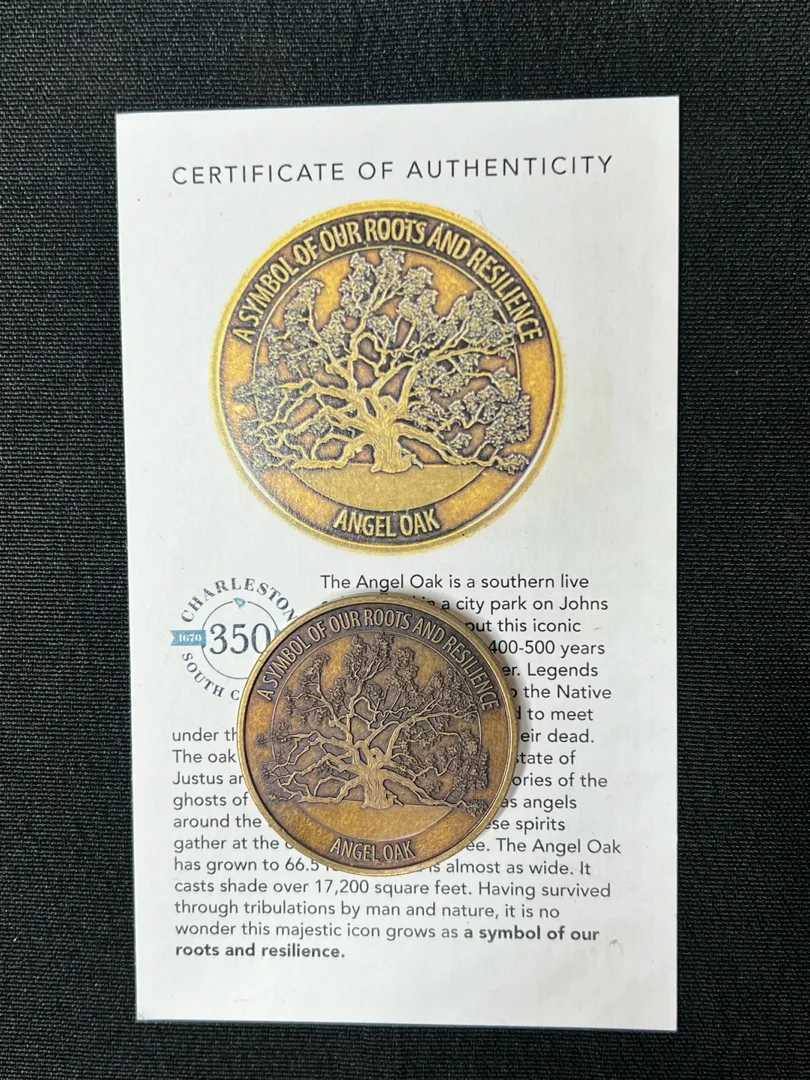 CERTIFICATE OF AUTHENTICITY
A SYMBOL OF OUR ROOTS AND RESILIENCE
ANGEL OAK
CHARLESTON
1670 350
SOUTH C
The Angel Oak is a southern live
a city park on Johns
out this iconic
400-500 years
er. Legends
the Native
to meet
under th eir dead.
The oak state of
Justus ar ories of the
ghosts of as angels
around the ese spirits
gather at the ee. The Angel Oak
has grown to 66.5 is almost as wide. It
casts shade over 17,200 square feet. Having survived
through tribulations by man and nature, it is no
wonder this majestic icon grows as a symbol of our
roots and resilience.
A SYMBOL OF OUR ROOTS AND RESILIENCE
ANGEL OAK